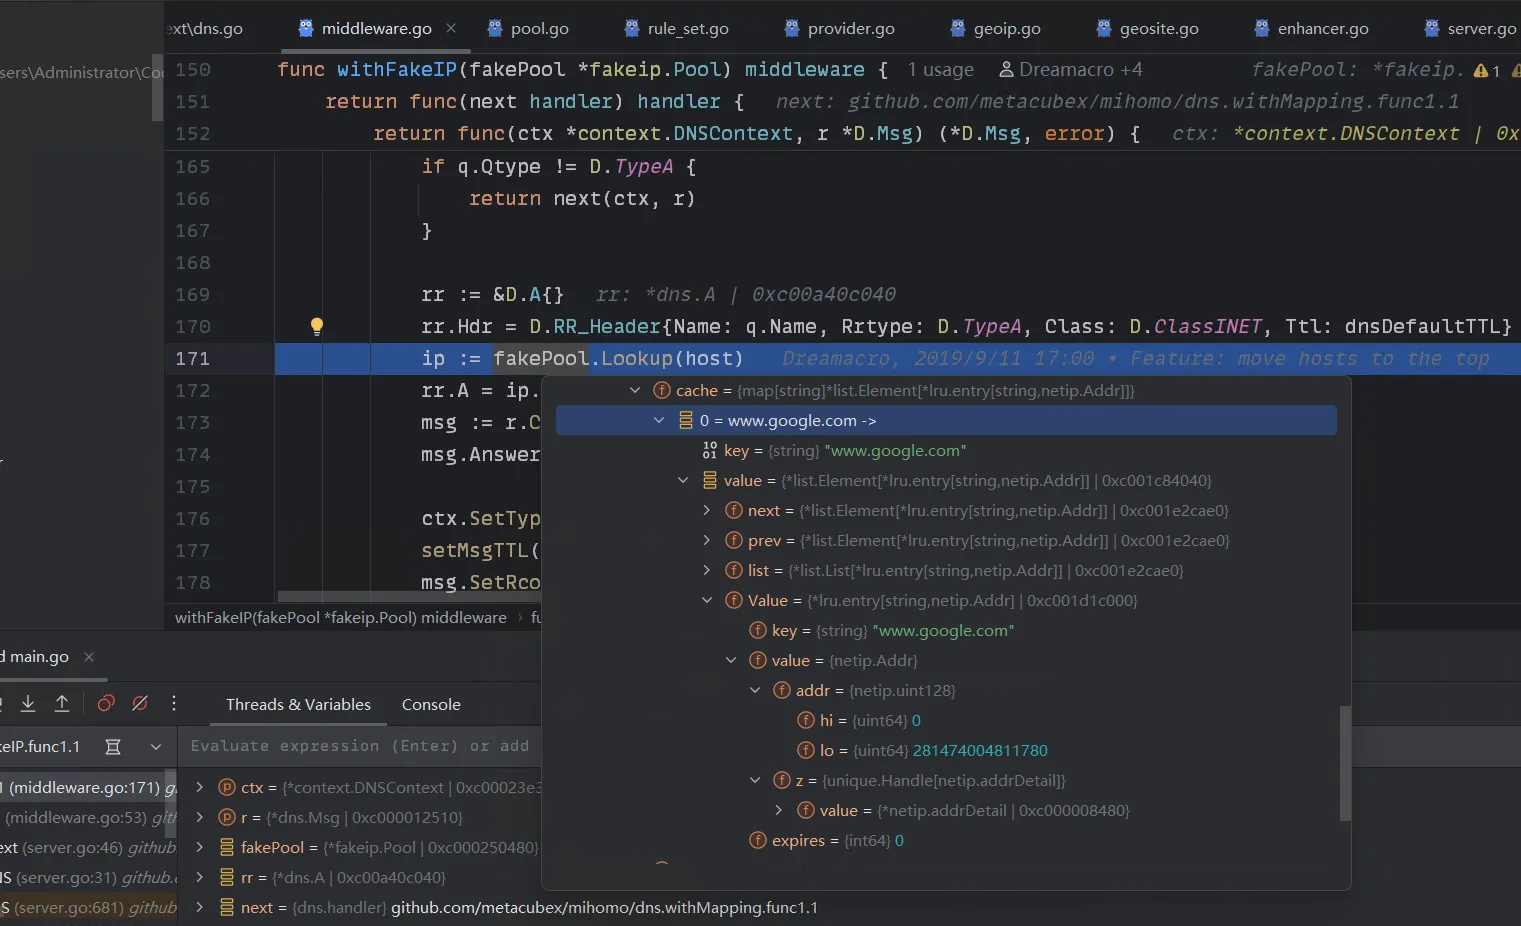 ext\dns.go middleware.go pool.go rule_set.go provider.go geoip.go geosite.go enhancer.go server.go
sers\Administrator\Co
150 func withFakeIP(fakePool *fakeip.Pool) middleware { 1 usage Dreamacro +4 fakePool: *fakeip. 1
151 return func(next handler) handler { next: github.com/metacubex/mihomo/dns.withMapping.func1.1
152 return func(ctx *context.DNSContext, r *D.Msg) (*D.Msg, error) { ctx: *context.DNSContext | 0x
165 if q.Qtype != D.TypeA {
166 return next(ctx, r)
167 }
168
169 rr := &D.A{} rr: *dns.A | 0xc00a40c040
170 rr.Hdr = D.RR_Header{Name: q.Name, Rrtype: D.TypeA, Class: D.ClassINET, Ttl: dnsDefaultTTL}
171 ip := fakePool.Lookup(host) Dreamacro, 2019/9/11 17:00 • Feature: move hosts to the top
172 rr.A = ip.
173 msg := r.C
174 msg.Answer
175
176 ctx.SetTyp
177 setMsgTTL(
178 msg.SetRco
cache = {map[string]*list.Element[*lru.entry[string,netip.Addr]]}
0 = www.google.com ->
key = {string} "www.google.com"
value = {*list.Element[*lru.entry[string,netip.Addr]] | 0xc001c84040}
next = {*list.Element[*lru.entry[string,netip.Addr]] | 0xc001e2cae0}
prev = {*list.Element[*lru.entry[string,netip.Addr]] | 0xc001e2cae0}
list = {*list.List[*lru.entry[string,netip.Addr]] | 0xc001e2cae0}
Value = {*lru.entry[string,netip.Addr] | 0xc001d1c000}
key = {string} "www.google.com"
value = {netip.Addr}
addr = {netip.uint128}
hi = {uint64} 0
lo = {uint64} 281474004811780
z = {unique.Handle[netip.addrDetail]}
value = {*netip.addrDetail | 0xc000008480}
expires = {int64} 0
withFakeIP(fakePool *fakeip.Pool) middleware › fu
d main.go
Threads & Variables Console
eIP.func1.1 Evaluate expression (Enter) or add
1 (middleware.go:171) g
(middleware.go:53) gith
ext (server.go:46) github
NS (server.go:31) github.
S (server.go:681) github
ctx = {*context.DNSContext | 0xc00023e3
r = {*dns.Msg | 0xc000012510}
fakePool = {*fakeip.Pool | 0xc000250480}
rr = {*dns.A | 0xc00a40c040}
next = {dns.handler} github.com/metacubex/mihomo/dns.withMapping.func1.1